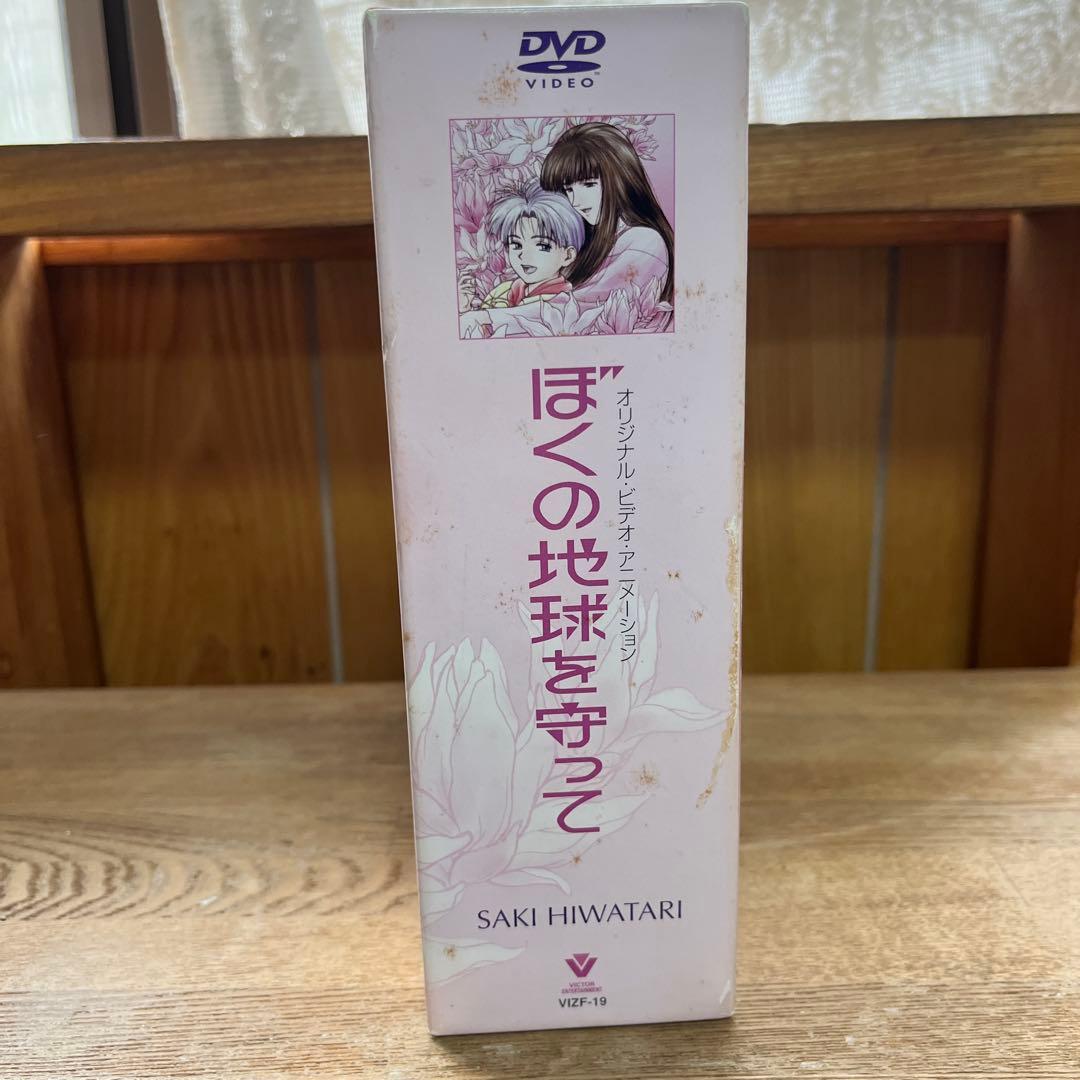 DVD
VIDEO
TM
オリジナル・ビデオ・アニメーション
ぼくの地球を守って
SAKI HIWATARI
VICTOR
ENTERTAINMENT
VIZF-19